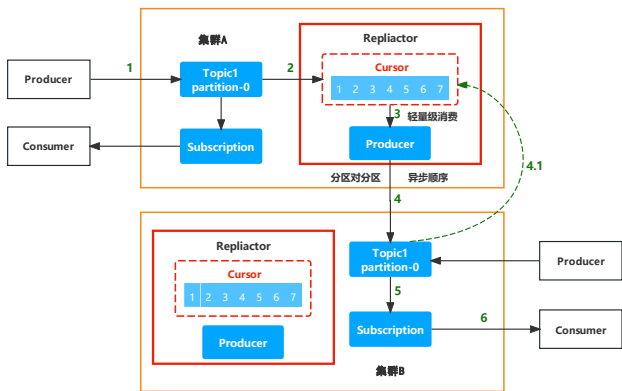 集群A
Repliactor
Cursor
1 2 3 4 5 6 7
Producer
1
Topic1
partition-0
2
3
轻量级消费
Consumer
Subscription
Producer
分区对分区
异步顺序
4
4.1
Repliactor
Cursor
1 2 3 4 5 6 7
Producer
Topic1
partition-0
Producer
5
Subscription
6
Consumer
集群B